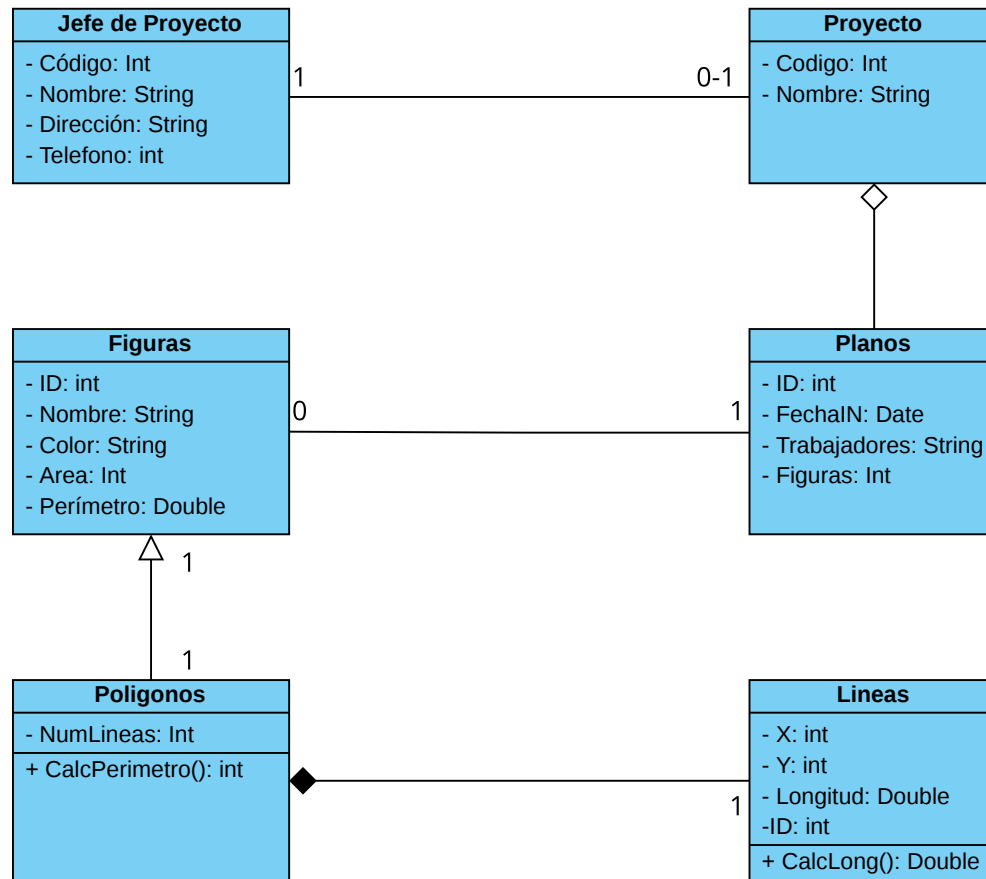 Jefe de Proyecto
- Código: Int
- Nombre: String
- Dirección: String
- Telefono: int
1
0-1
Proyecto
- Codigo: Int
- Nombre: String
Figuras
- ID: int
- Nombre: String
- Color: String
- Area: Int
- Perímetro: Double
0
1
Planos
- ID: int
- FechaIN: Date
- Trabajadores: String
- Figuras: Int
1
1
Poligonos
- NumLineas: Int
+ CalcPerimetro(): int
1
Lineas
- X: int
- Y: int
- Longitud: Double
-ID: int
+ CalcLong(): Double